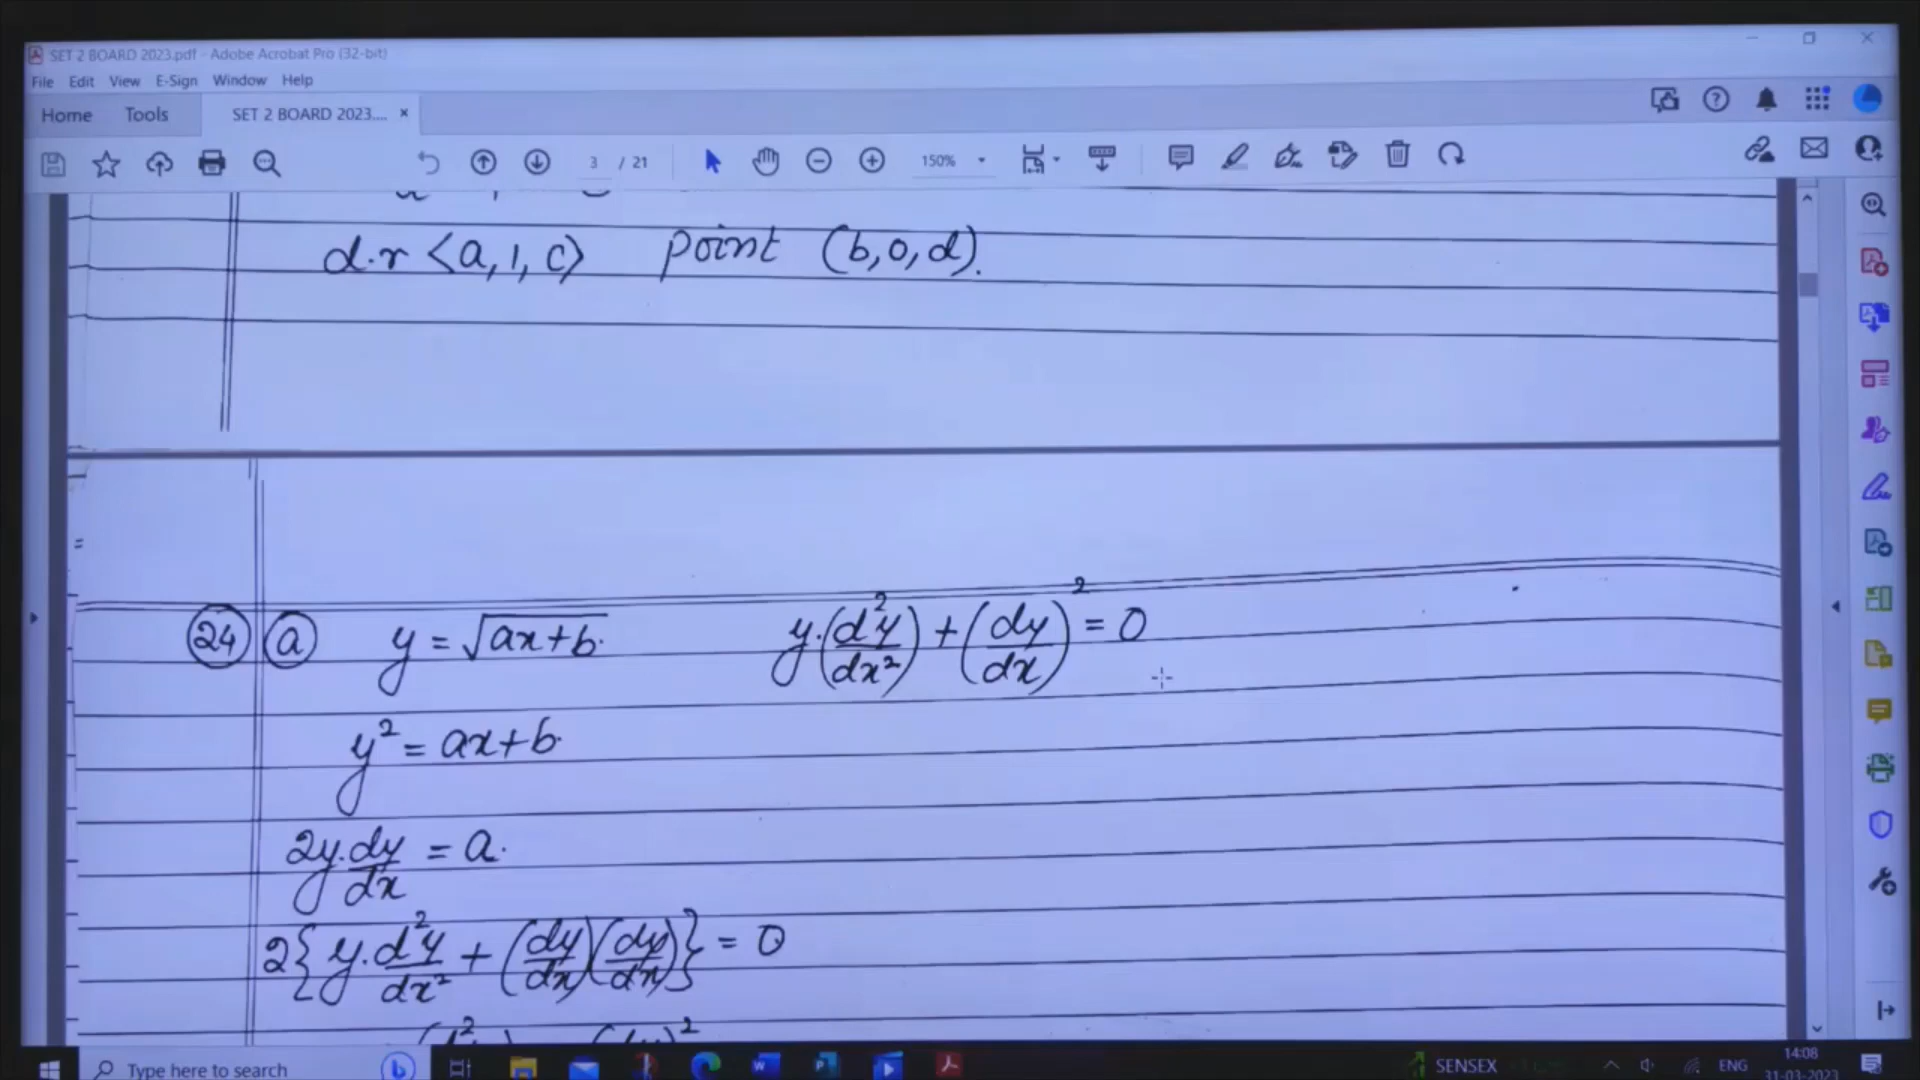 SET 2 BOARD 2023.pdf - Adobe Acrobat Pro (32-bit)
File Edit View E-Sign Window Help
Home Tools SET 2 BOARD 2023.... ×
3 / 21 150%
d.r <a, 1, c> point (b, 0, d).
24 a y = √ax+b. y.(d²y/dx²) + (dy/dx)² = 0
y² = ax+b.
2y.dy/dx = a.
2{y.d²y/dx² + (dy/dx)(dy/dx)} = 0
Type here to search SENSEX ENG 14:08
31-03-2023